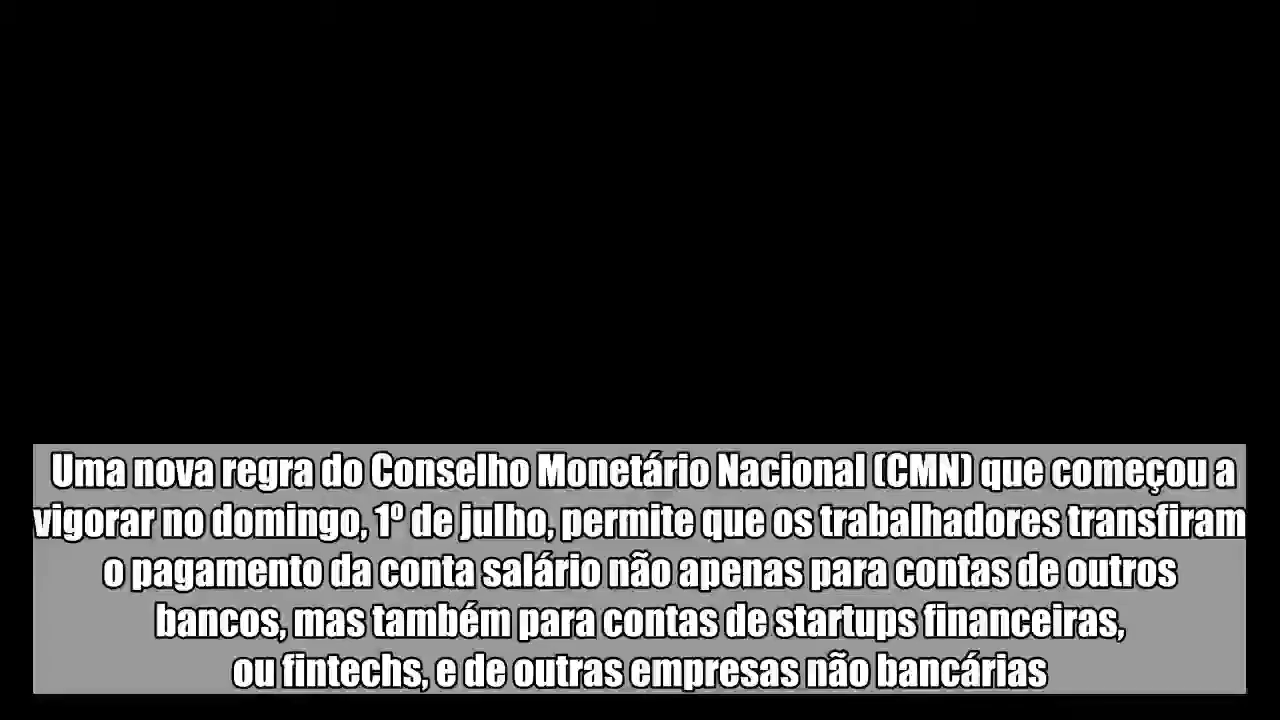 Uma nova regra do Conselho Monetário Nacional (CMN) que começou a
vigorar no domingo, 1º de julho, permite que os trabalhadores transfiram
o pagamento da conta salário não apenas para contas de outros
bancos, mas também para contas de startups financeiras,
ou fintechs, e de outras empresas não bancárias